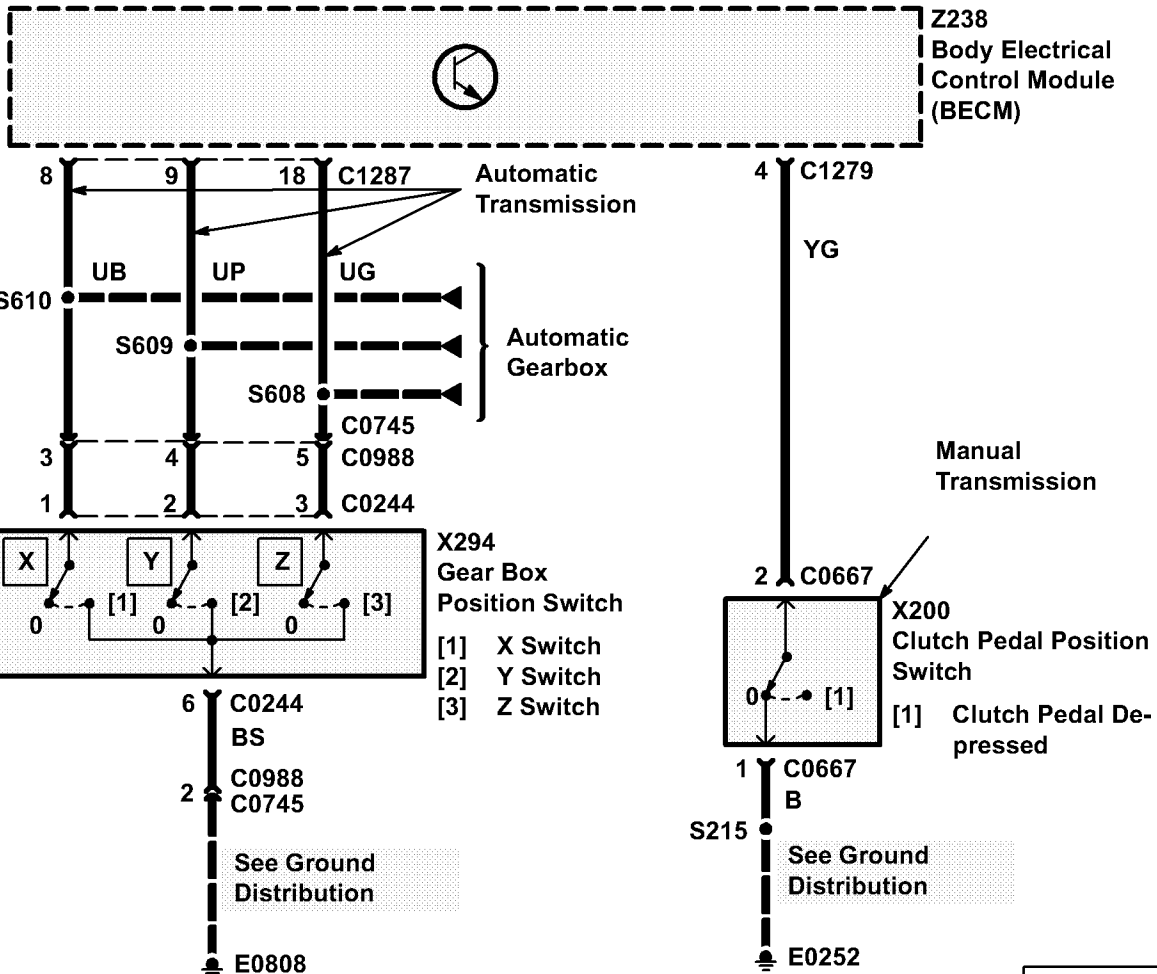 Z238
Body Electrical
Control Module
(BECM)
8 9 18 C1287
4 C1279
Automatic
Transmission
YG
UB UP UG
S610
S609
S608
Automatic
Gearbox
C0745
3 4 5 C0988
1 2 3 C0244
Manual
Transmission
2 C0667
X Y Z
[1] [2] [3]
0 0 0
X294
Gear Box
Position Switch
[1] X Switch
[2] Y Switch
[3] Z Switch
X200
Clutch Pedal Position
Switch
0 [1]
[1] Clutch Pedal De-
pressed
6 C0244
BS
2 C0988
C0745
See Ground
Distribution
E0808
1 C0667
B
S215
See Ground
Distribution
E0252